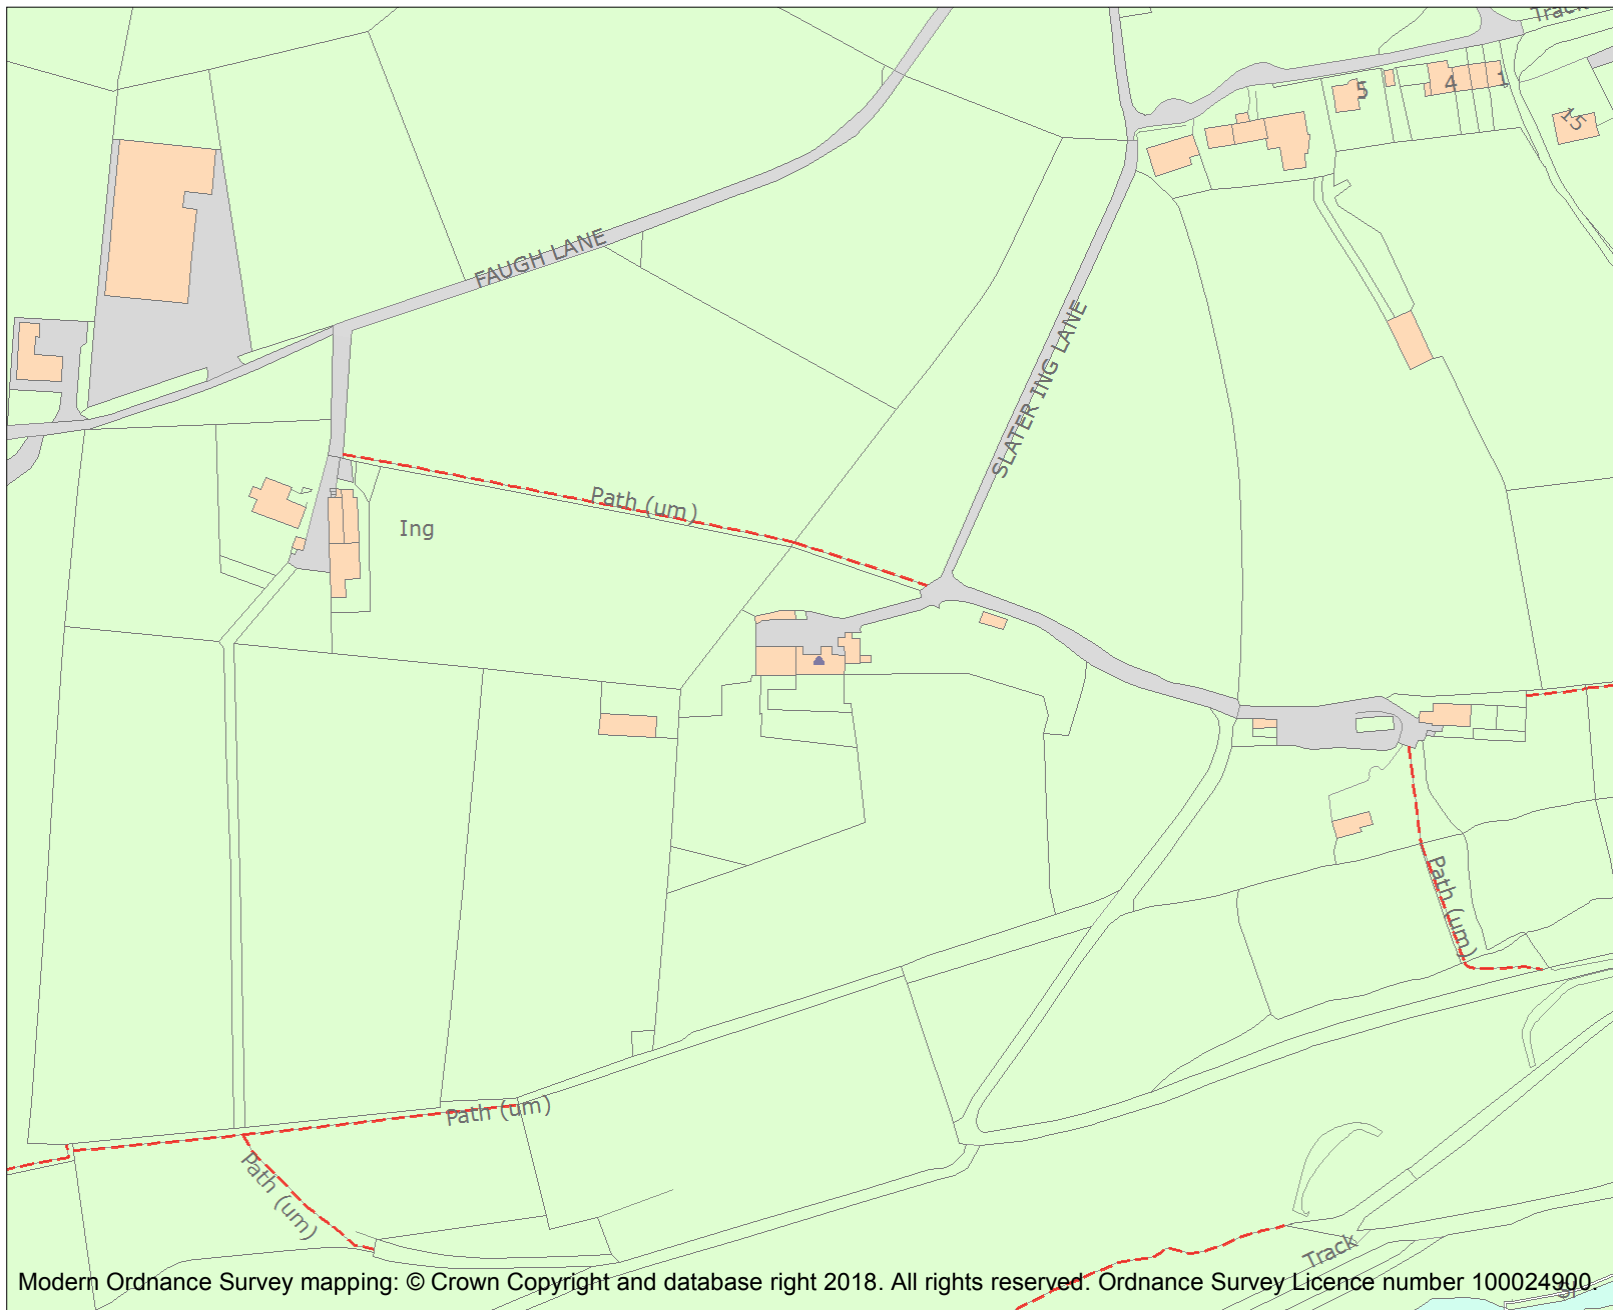 Track
5
4
1
15
FAUGH LANE
SLATER ING LANE
Path (um)
Ing
Path (um)
Path (um)
Path (um)
Track
Modern Ordnance Survey mapping: © Crown Copyright and database right 2018. All rights reserved. Ordnance Survey Licence number 100024900.